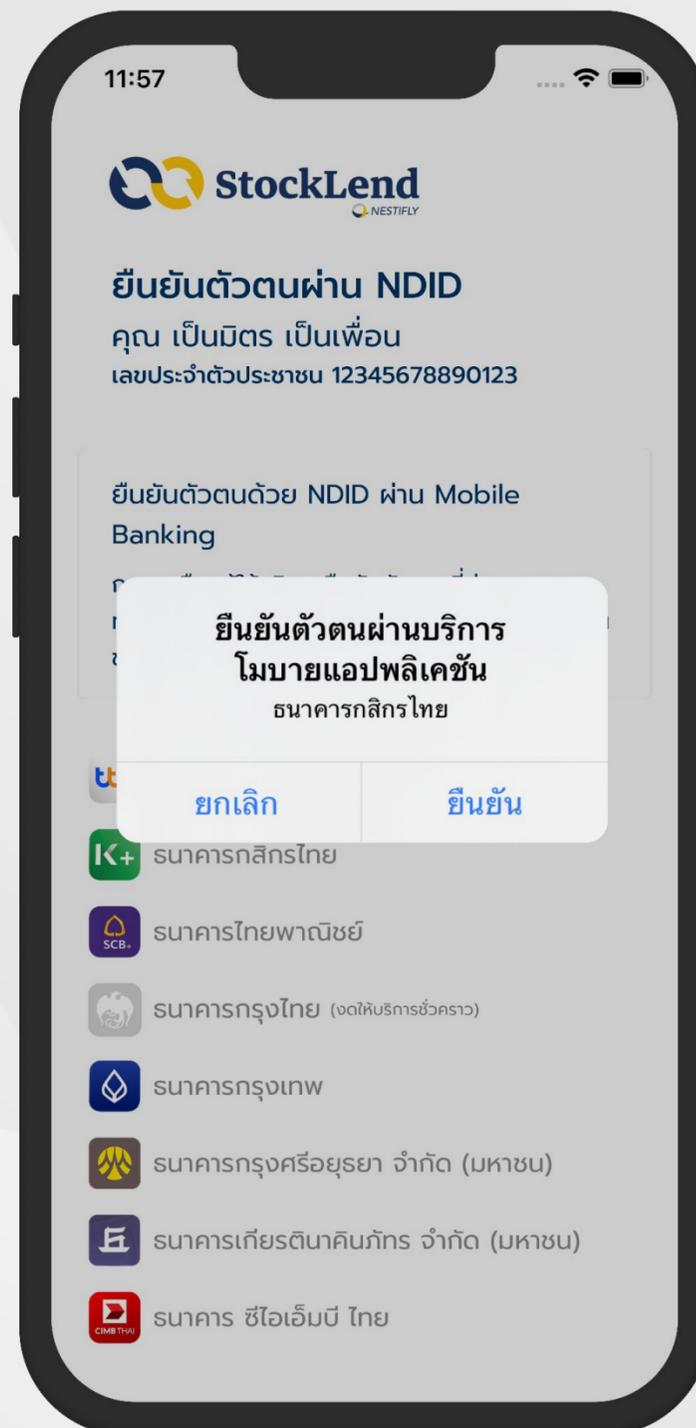 11:57
StockLend
NESTIFLY
ยืนยันตัวตนผ่าน NDID
คุณ เป็นมิตร เป็นเพื่อน
เลขประจำตัวประชาชน 12345678890123
ยืนยันตัวตนด้วย NDID ผ่าน Mobile
Banking
ยืนยันตัวตนผ่านบริการ
โมบายแอปพลิเคชัน
ธนาคารกสิกรไทย
ยกเลิก ยืนยัน
K+ ธนาคารกสิกรไทย
SCB ธนาคารไทยพาณิชย์
ธนาคารกรุงไทย (งดให้บริการชั่วคราว)
ธนาคารกรุงเทพ
ธนาคารกรุงศรีอยุธยา จำกัด (มหาชน)
ธนาคารเกียรตินาคินภัทร จำกัด (มหาชน)
CIMB THAI ธนาคาร ซีไอเอ็มบี ไทย